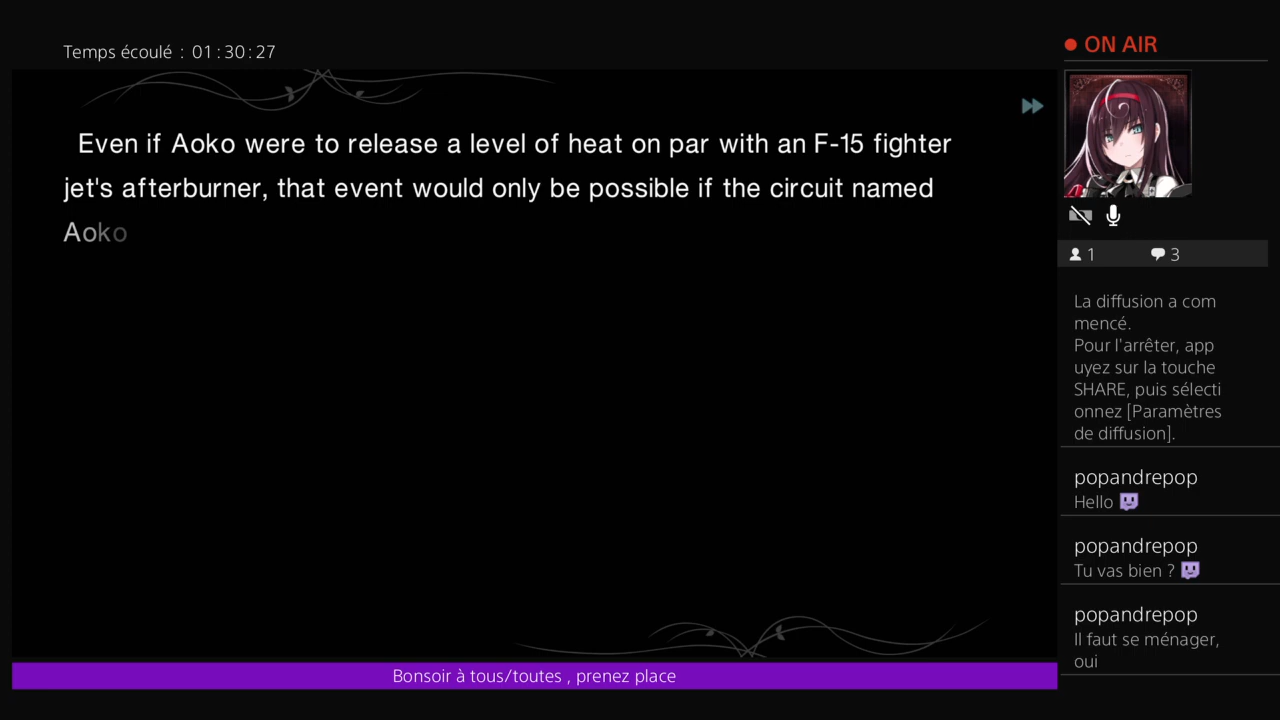 Temps écoulé : 01:30:27
ON AIR
Even if Aoko were to release a level of heat on par with an F-15 fighter
jet's afterburner, that event would only be possible if the circuit named
Aoko
1
3
La diffusion a com
mencé.
Pour l'arrêter, app
uyez sur la touche
SHARE, puis sélecti
onnez [Paramètres
de diffusion].
popandrepop
Hello
popandrepop
Tu vas bien ?
popandrepop
Il faut se ménager,
oui
Bonsoir à tous/toutes , prenez place